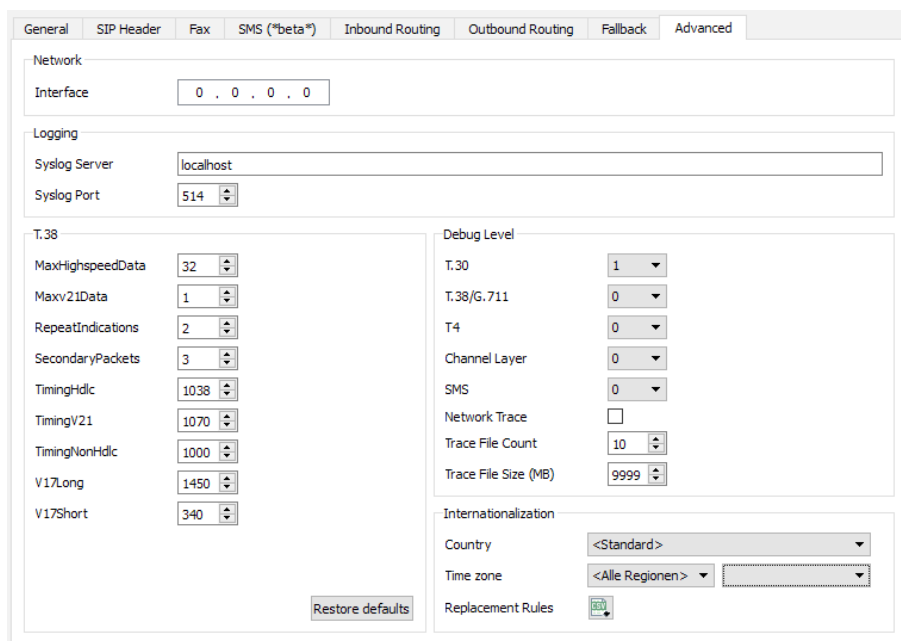 General SIP Header Fax SMS (*beta*) Inbound Routing Outbound Routing Fallback Advanced
Network
Interface 0 . 0 . 0 . 0
Logging
Syslog Server localhost
Syslog Port 514
T.38
MaxHighspeedData 32
Maxv21Data 1
RepeatIndications 2
SecondaryPackets 3
TimingHdlc 1038
TimingV21 1070
TimingNonHdlc 1000
V17Long 1450
V17Short 340
Restore defaults
Debug Level
T.30 1
T.38/G.711 0
T4 0
Channel Layer 0
SMS 0
Network Trace
Trace File Count 10
Trace File Size (MB) 9999
Internationalization
Country <Standard>
Time zone <Alle Regionen>
Replacement Rules